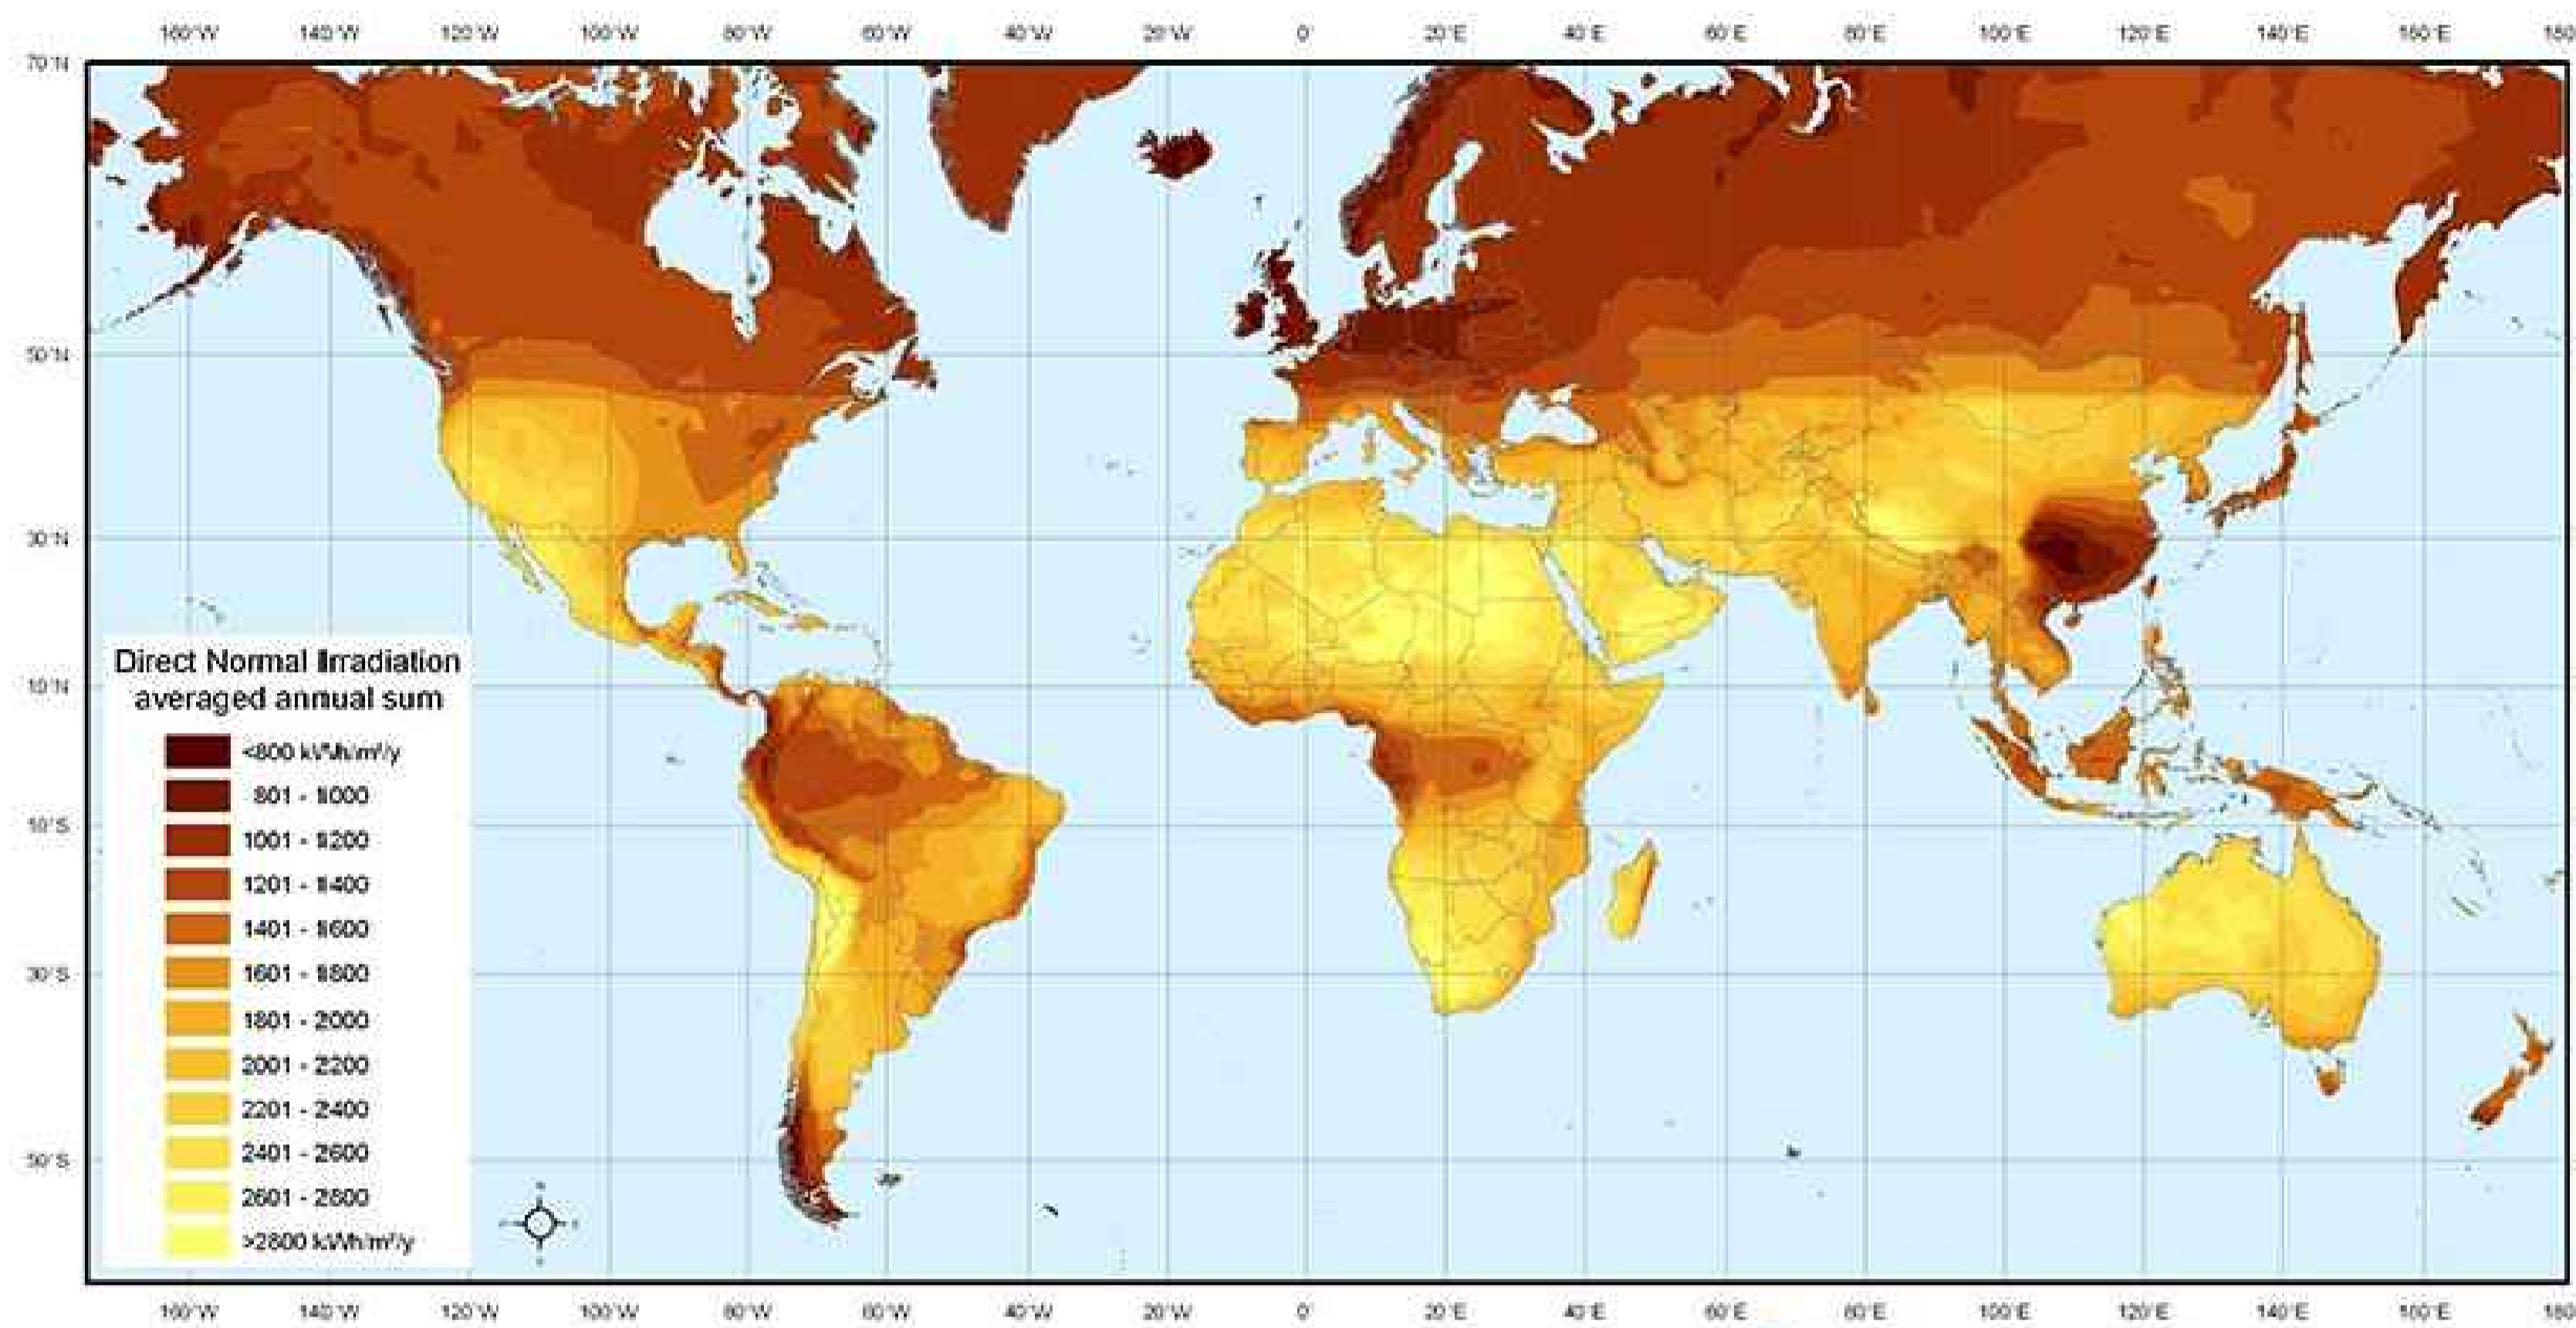 160°W 140°W 120°W 100°W 80°W 60°W 40°W 20°W 0 20°E 40°E 60°E 80°E 100°E 120°E 140°E 160°E 180
70°N
50°N
30°N
10°N
10°S
30°S
50°S
Direct Normal Irradiation
averaged annual sum
<800 kWh/m²/y
801 - 1000
1001 - 1200
1201 - 1400
1401 - 1600
1601 - 1800
1801 - 2000
2001 - 2200
2201 - 2400
2401 - 2600
2601 - 2800
>2800 kWh/m²/y
160°W 140°W 120°W 100°W 80°W 60°W 40°W 20°W 0 20°E 40°E 60°E 80°E 100°E 120°E 140°E 160°E 180